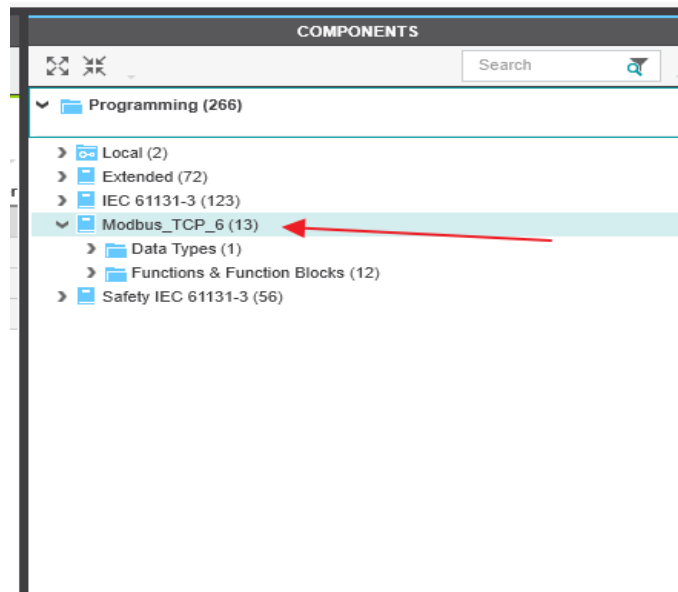 COMPONENTS
Search
Programming (266)
Local (2)
Extended (72)
IEC 61131-3 (123)
Modbus_TCP_6 (13)
Data Types (1)
Functions & Function Blocks (12)
Safety IEC 61131-3 (56)
r